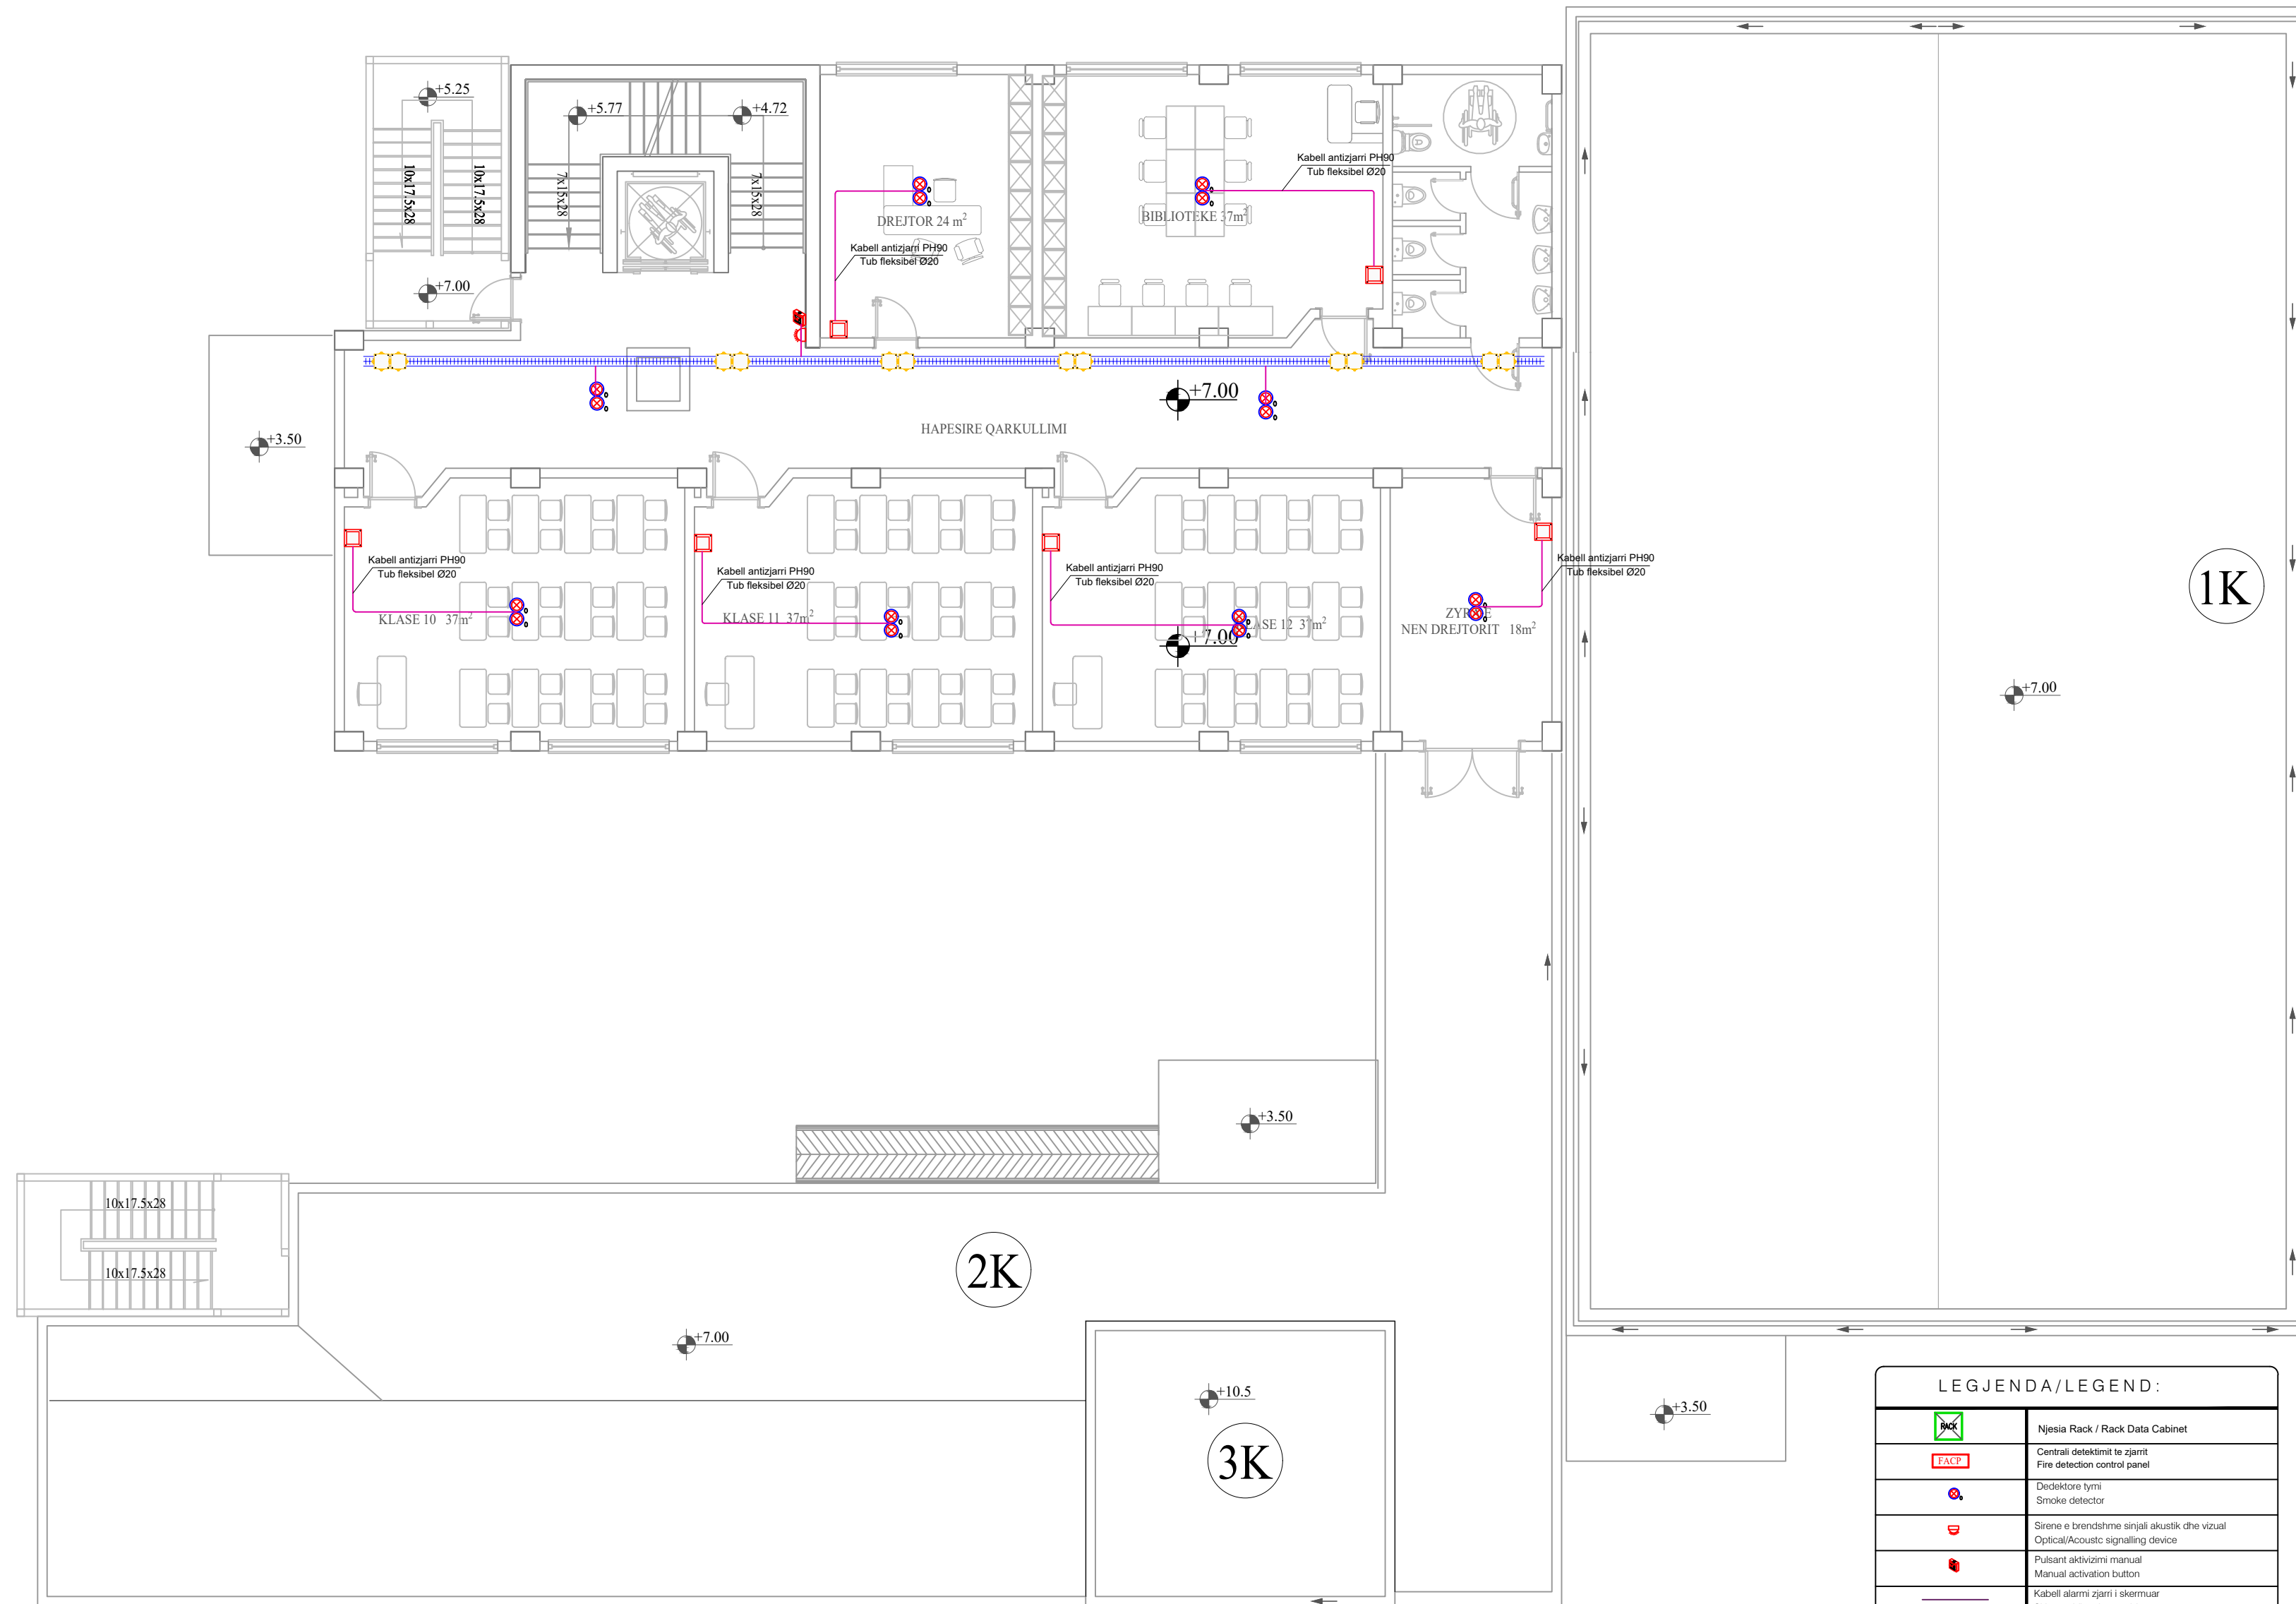 +5.25
+5.77
+4.72
10x17.5x28
10x17.5x28
7x15x28
7x15x28
Kabell antizjarri PH90
Tub fleksibel Ø20
DREJTOR 24 m²
BIBLIOTEKE 37m²
Kabell antizjarri PH90
Tub fleksibel Ø20
+7.00
+7.00
HAPESIRE QARKULLIMI
+3.50
Kabell antizjarri PH90
Tub fleksibel Ø20
Kabell antizjarri PH90
Tub fleksibel Ø20
Kabell antizjarri PH90
Tub fleksibel Ø20
Kabell antizjarri PH90
Tub fleksibel Ø20
1K
KLASE 10 37m²
KLASE 11 37m²
12 37m²
NEN DREJTORIT 18m²
+7.00
+7.00
+3.50
10x17.5x28
10x17.5x28
2K
+7.00
+10.5
3K
+3.50
LEGJENDA/LEGEND:
RACK
Njesia Rack / Rack Data Cabinet
FACP
Centrali detektimit te zjarrit
Fire detection control panel
Dedektore tymi
Smoke detector
Sirene e brendshme sinjali akustik dhe vizual
Optical/Acoustc signalling device
Pulsant aktivizimi manual
Manual activation button
Kabell alarmi zjarri i skermuar